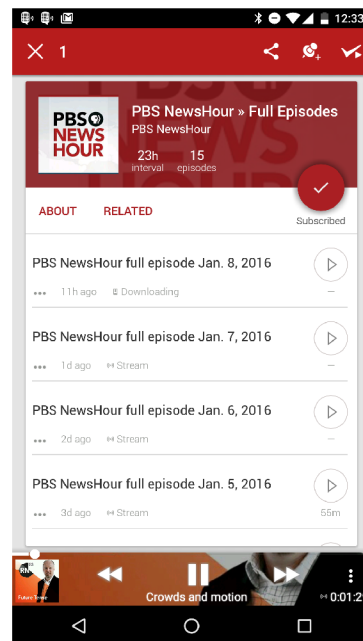 12:33
1
PBS
NEWS
HOUR
PBS NewsHour » Full Episodes
PBS NewsHour
23h 15
interval episodes
ABOUT RELATED
Subscribed
PBS NewsHour full episode Jan. 8, 2016
11h ago Downloading
PBS NewsHour full episode Jan. 7, 2016
1d ago Stream
PBS NewsHour full episode Jan. 6, 2016
2d ago Stream
PBS NewsHour full episode Jan. 5, 2016
3d ago Stream
55m
RN
Future Tense
Crowds and motion
0:01:2